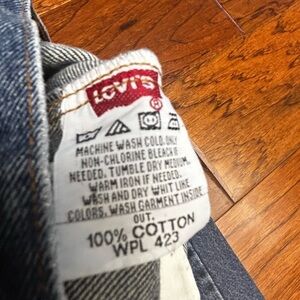 LEVI'S
®
MACHINE WASH COLD. ONLY
NON-CHLORINE BLEACH IF
NEEDED. TUMBLE DRY MEDIUM.
WARM IRON IF NEEDED.
WASH AND DRY WHIT LIKE
COLORS. WASH GARMENT INSIDE
OUT.
100% COTTON
WPL 423